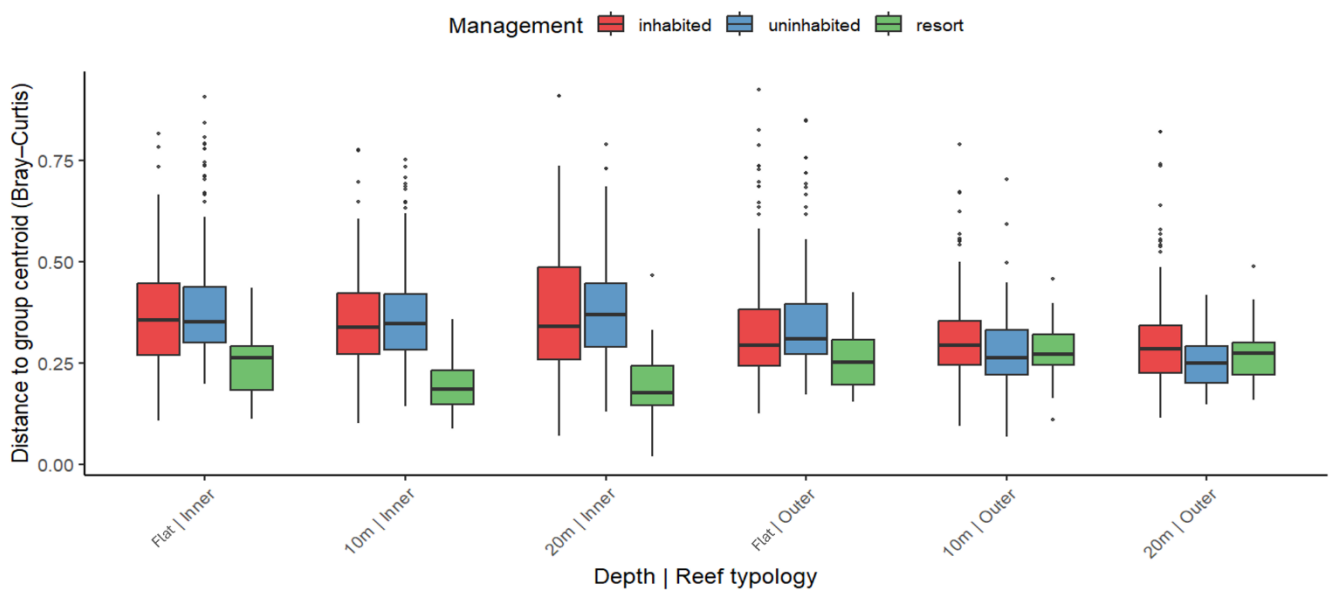 Management inhabited uninhabited resort
Distance to group centroid (Bray–Curtis)
0.75
0.50
0.25
0.00
Flat | Inner
10m | Inner
20m | Inner
Flat | Outer
10m | Outer
20m | Outer
Depth | Reef typology